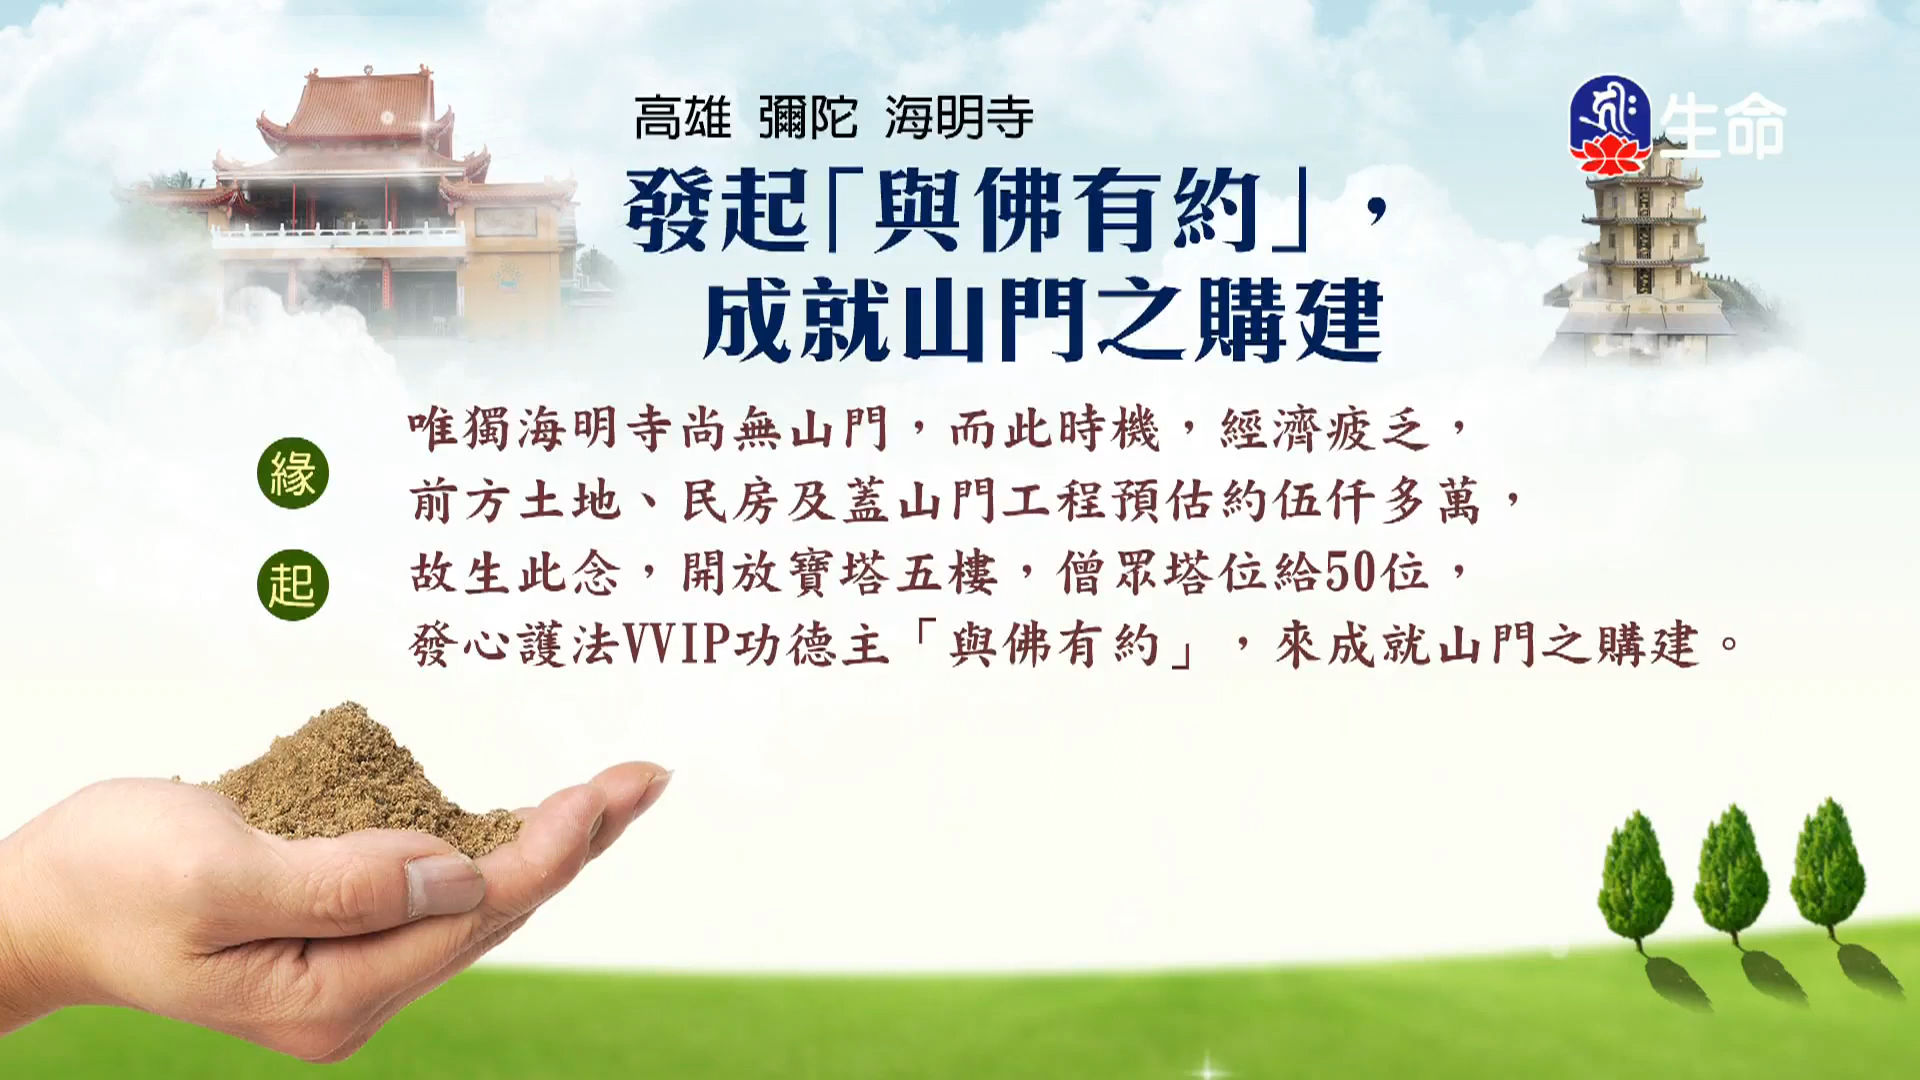 高雄 彌陀 海明寺
生命
發起「與佛有約」，
成就山門之購建
緣起
唯獨海明寺尚無山門，而此時機，經濟疲乏，
前方土地、民房及蓋山門工程預估約伍仟多萬，
故生此念，開放寶塔五樓，僧眾塔位給50位，
發心護法VVIP功德主「與佛有約」，來成就山門之購建。